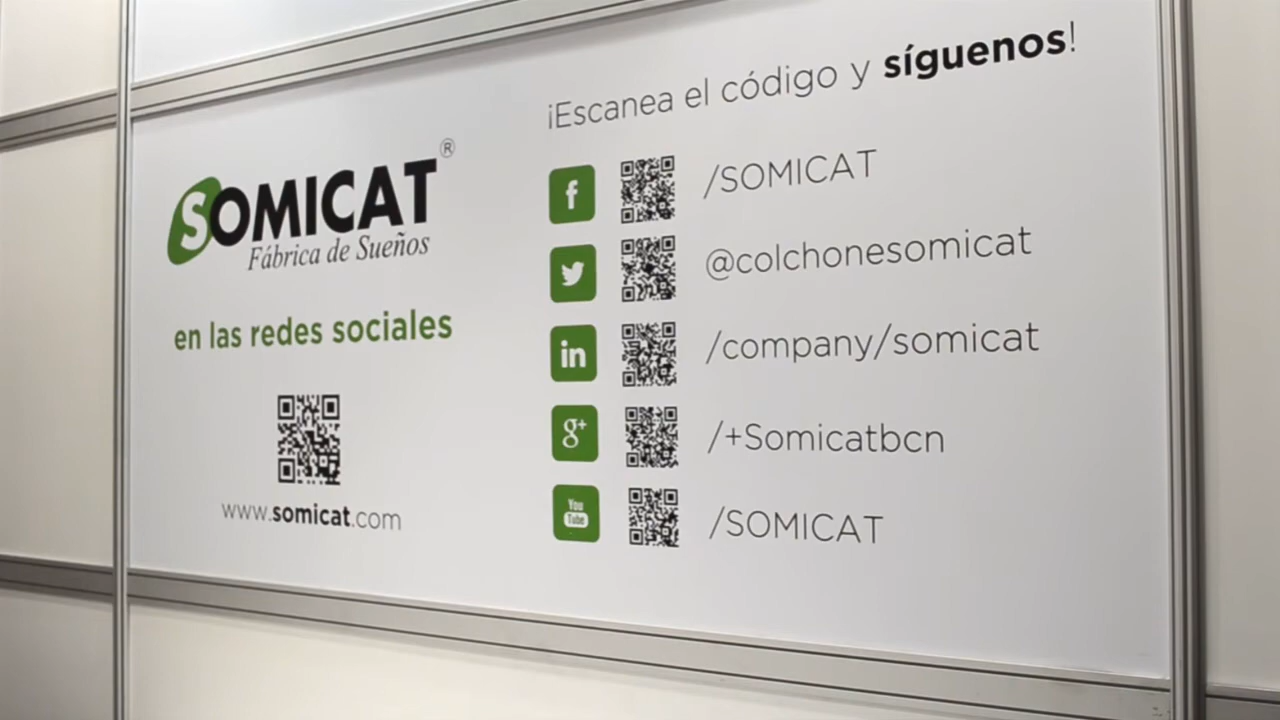 SOMICAT®
Fábrica de Sueños
en las redes sociales
www.somicat.com
¡Escanea el código y síguenos!
f /SOMICAT
@colchonesomicat
in /company/somicat
g+ /+Somicatbcn
You
Tube /SOMICAT